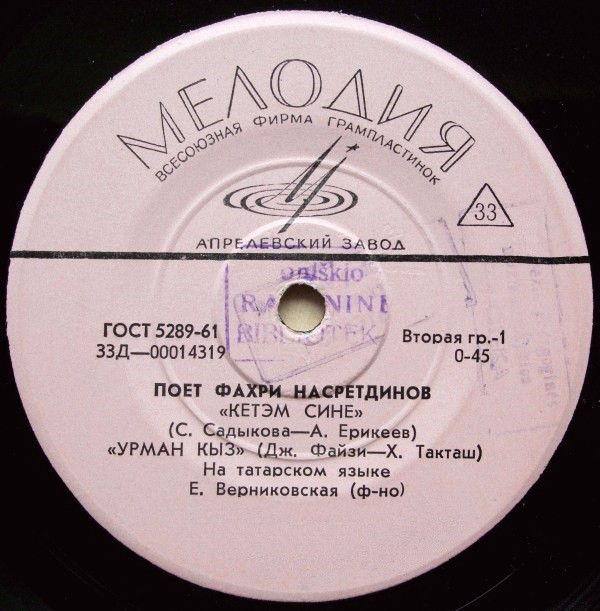 МЕЛОДИЯ
ВСЕСОЮЗНАЯ ФИРМА ГРАМПЛАСТИНОК
33
АПРЕЛЕВСКИЙ ЗАВОД
ГОСТ 5289-61
33Д—00014319
Вторая гр.-1
0-45
ПОЕТ ФАХРИ НАСРЕТДИНОВ
«КЕТЭМ СИНЕ»
(С. Садыкова—А. Ерикеев)
«УРМАН КЫЗ» (Дж. Файзи—Х. Такташ)
На татарском языке
Е. Верниковская (ф-но)